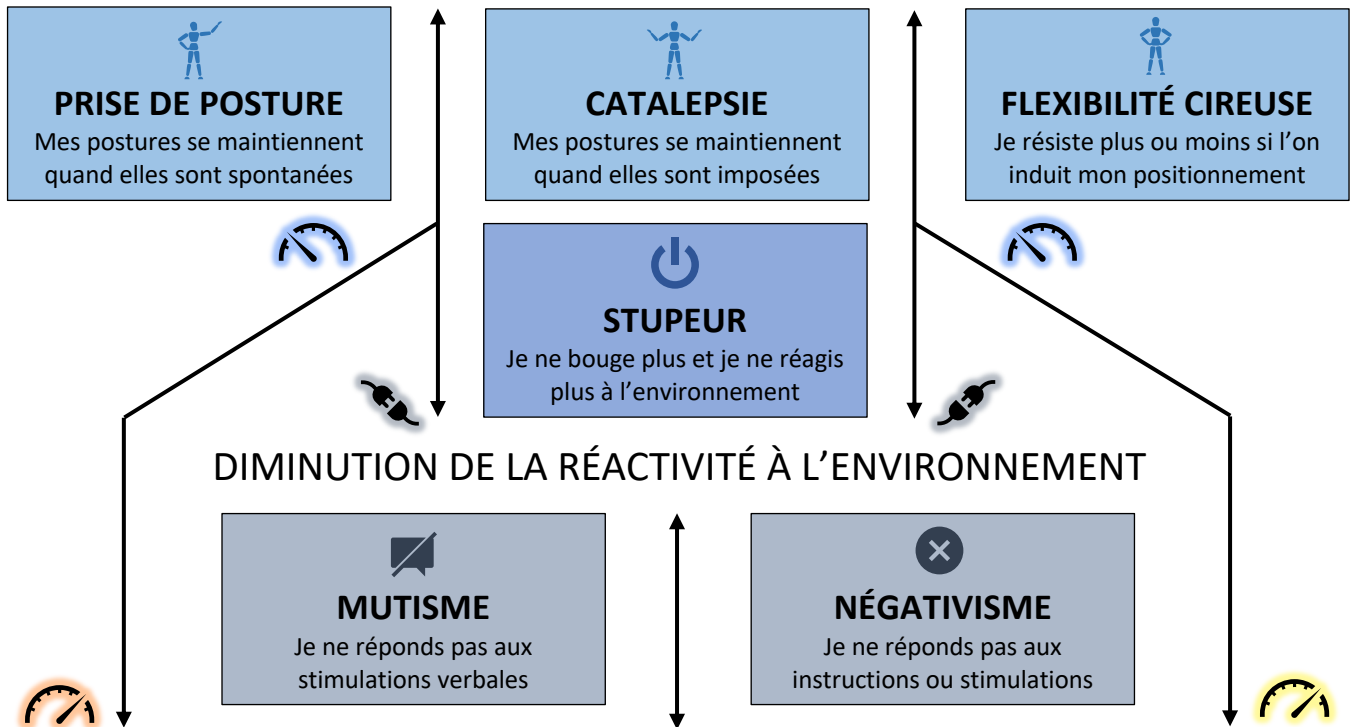 PRISE DE POSTURE
Mes postures se maintiennent
quand elles sont spontanées
CATALEPSIE
Mes postures se maintiennent
quand elles sont imposées
FLEXIBILITÉ CIREUSE
Je résiste plus ou moins si l’on
induit mon positionnement
STUPEUR
Je ne bouge plus et je ne réagis
plus à l’environnement
DIMINUTION DE LA RÉACTIVITÉ À L’ENVIRONNEMENT
MUTISME
Je ne réponds pas aux
stimulations verbales
NÉGATIVISME
Je ne réponds pas aux
instructions ou stimulations